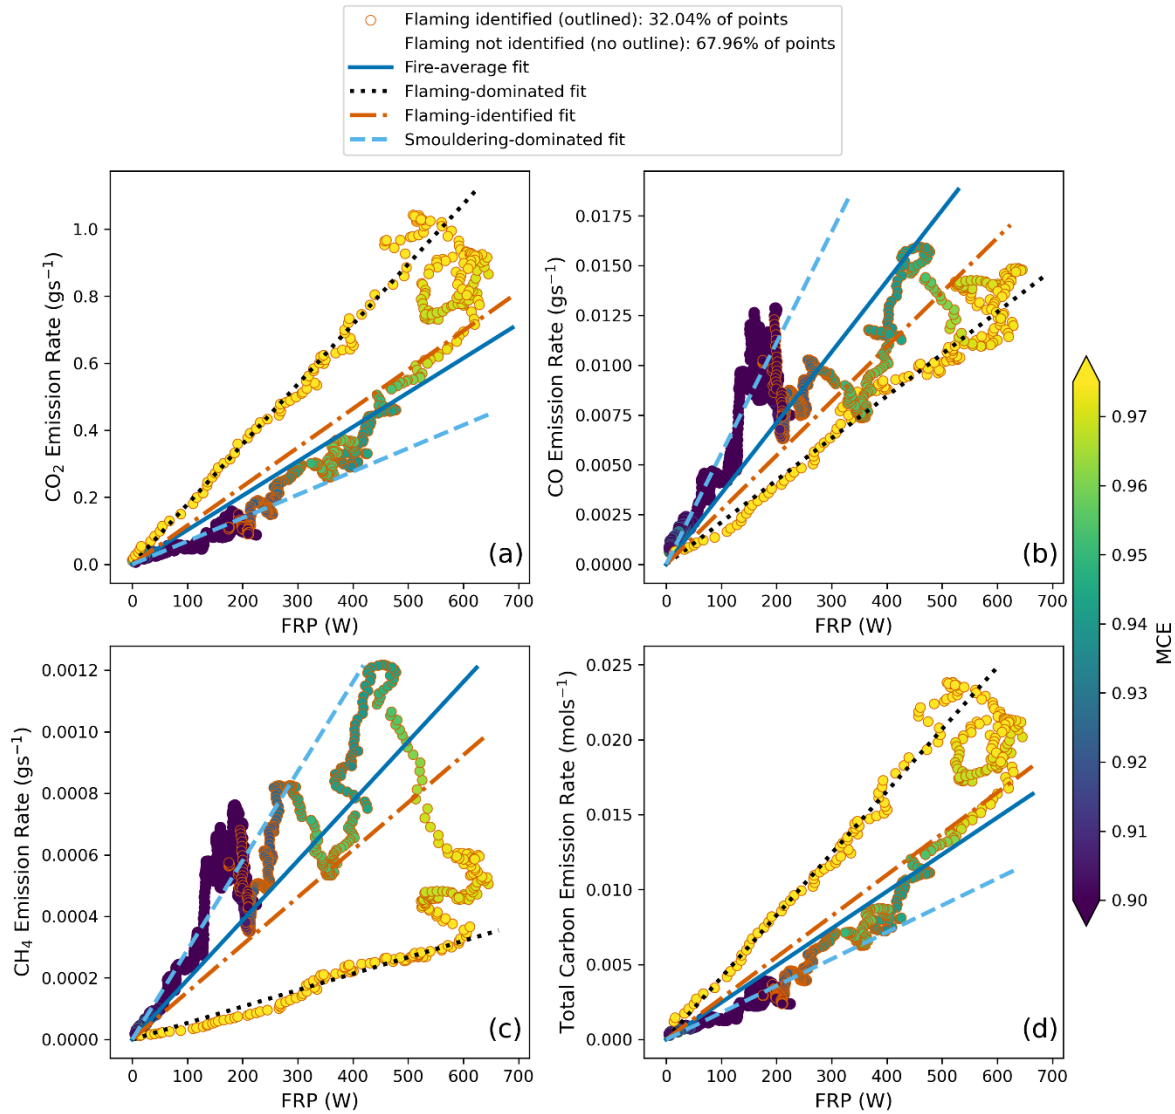 Flaming identified (outlined): 32.04% of points
Flaming not identified (no outline): 67.96% of points
Fire-average fit
Flaming-dominated fit
Flaming-identified fit
Smouldering-dominated fit
CO₂ Emission Rate (gs⁻¹)
1.0
0.8
0.6
0.4
0.2
0.0
0 100 200 300 400 500 600 700
FRP (W)
(a)
CO Emission Rate (gs⁻¹)
0.0175
0.0150
0.0125
0.0100
0.0075
0.0050
0.0025
0.0000
0 100 200 300 400 500 600 700
FRP (W)
(b)
CH₄ Emission Rate (gs⁻¹)
0.0012
0.0010
0.0008
0.0006
0.0004
0.0002
0.0000
0 100 200 300 400 500 600 700
FRP (W)
(c)
Total Carbon Emission Rate (mols⁻¹)
0.025
0.020
0.015
0.010
0.005
0.000
0 100 200 300 400 500 600 700
FRP (W)
(d)
0.97
0.96
0.95
0.94
0.93
0.92
0.91
0.90
MCE